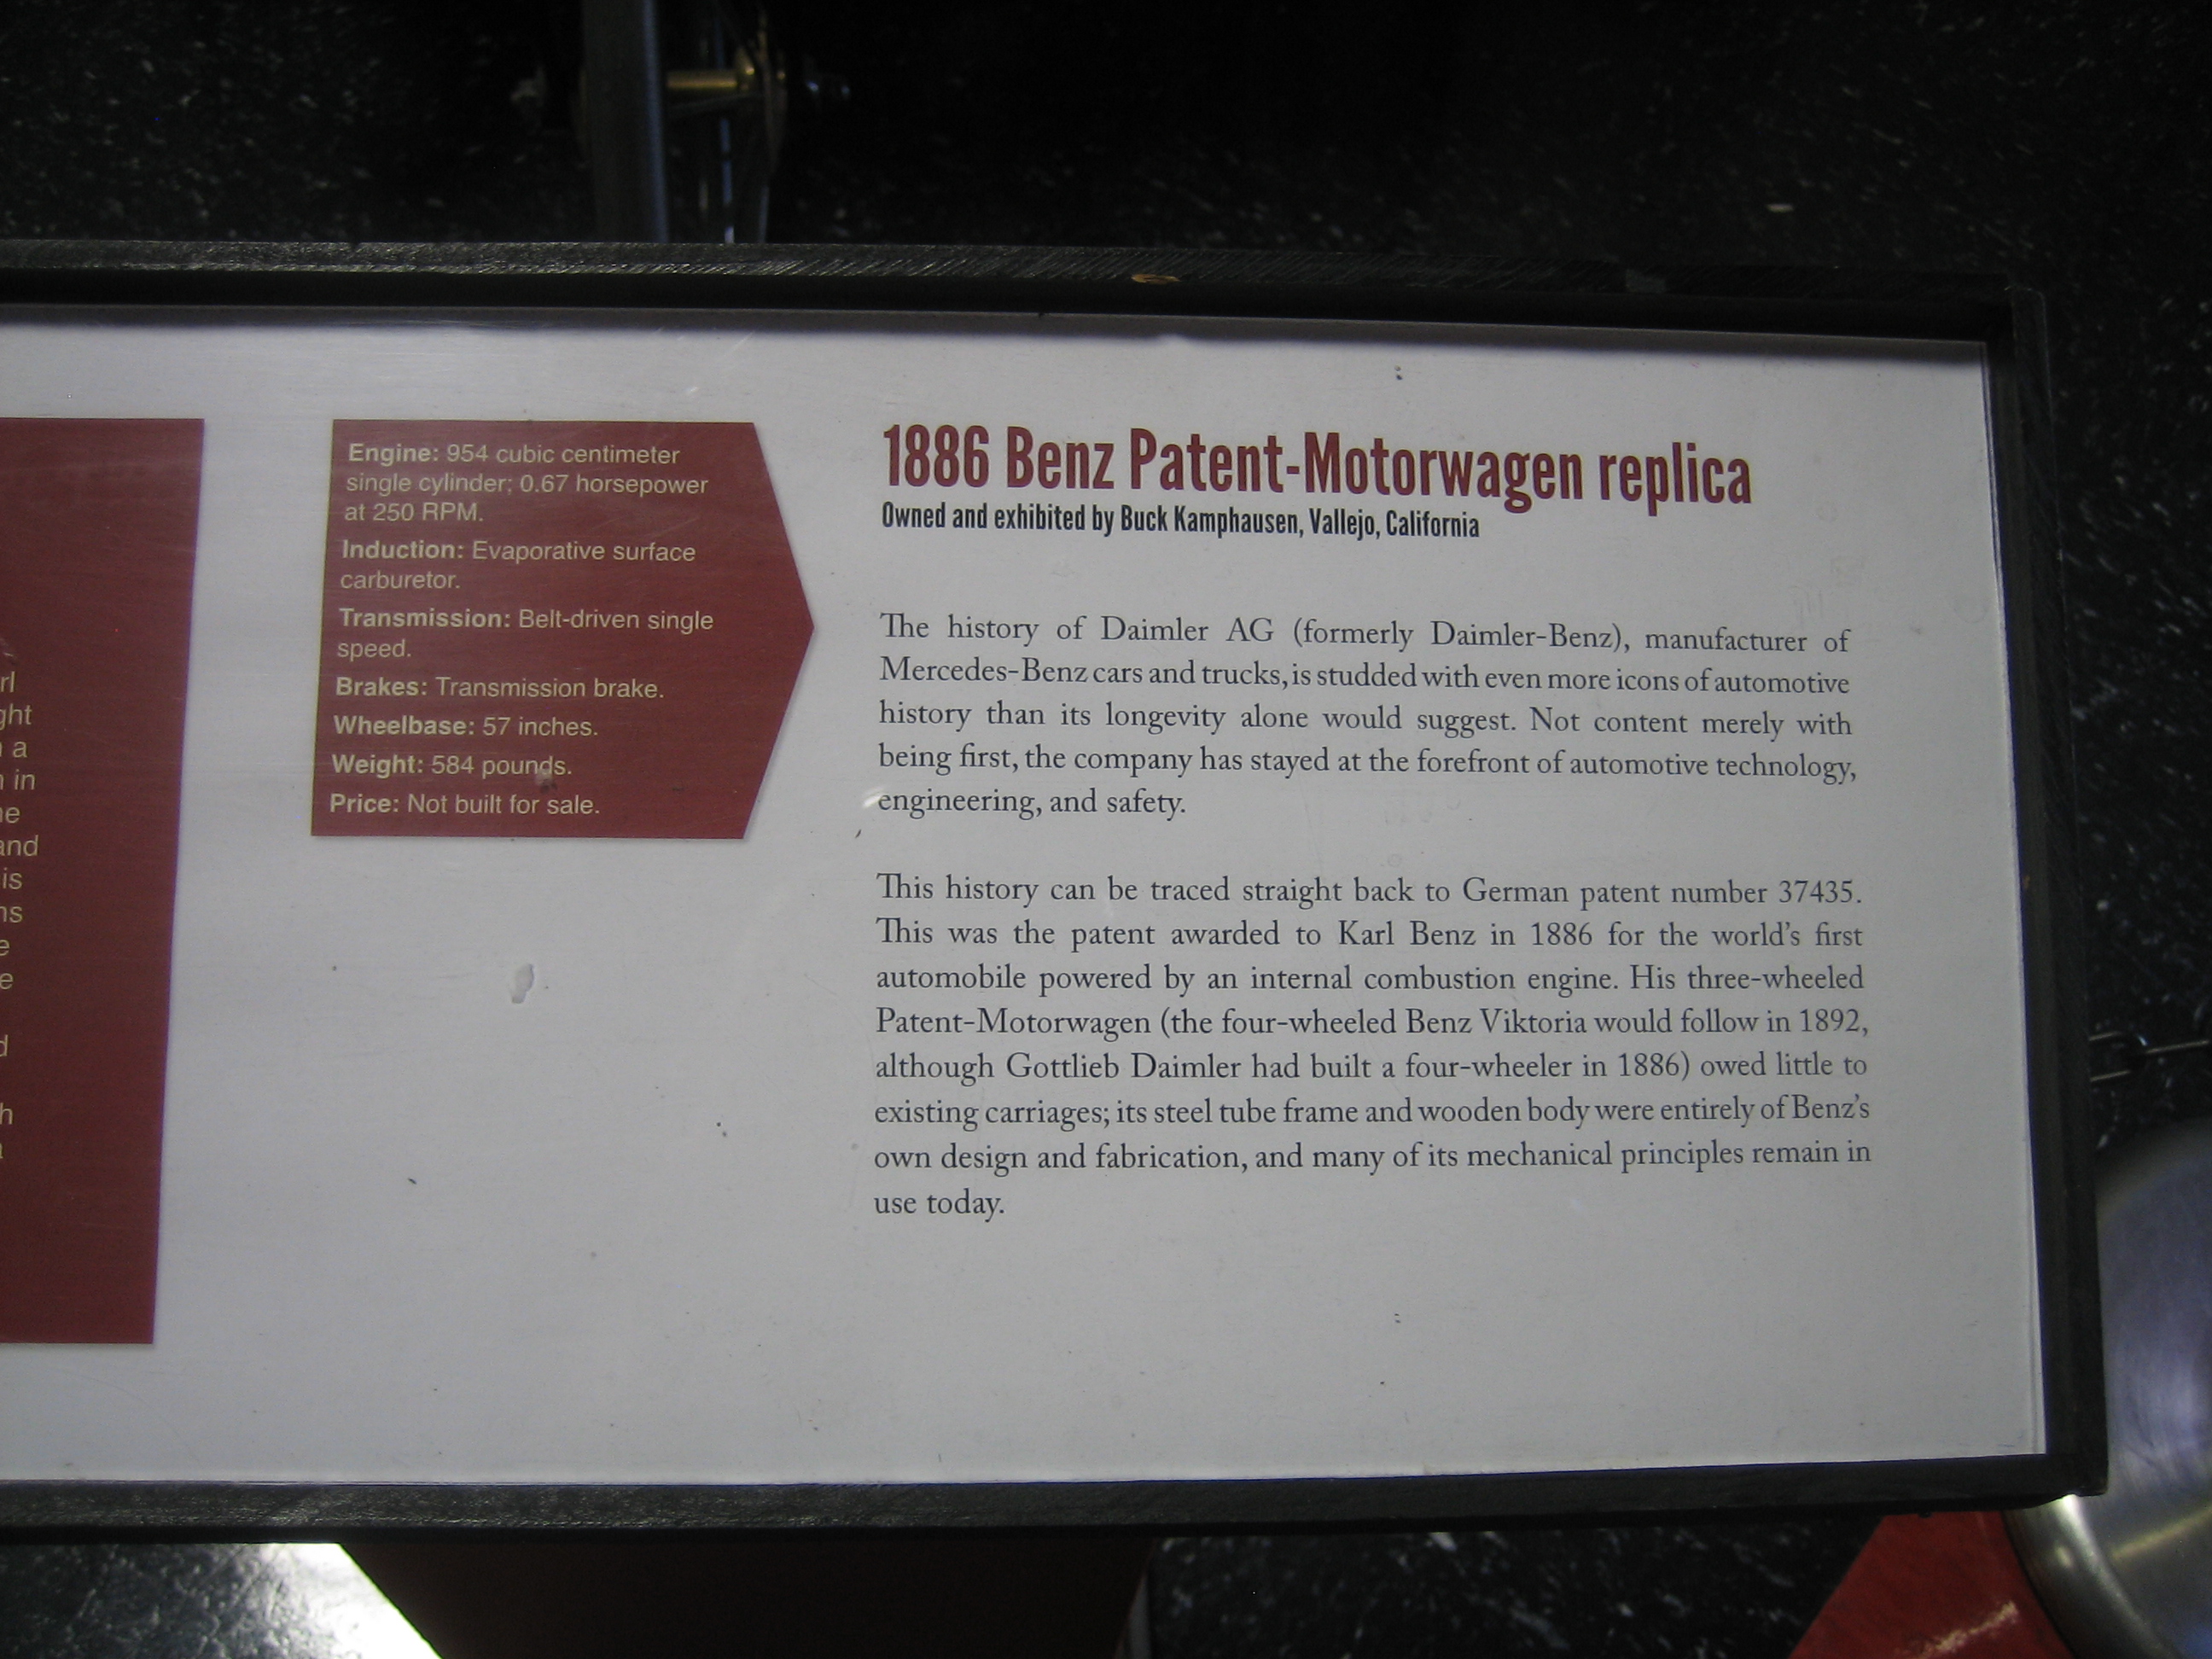 rl
ght
a
in
ne
and
is
ns
e
e
d
h
Engine: 954 cubic centimeter
single cylinder; 0.67 horsepower
at 250 RPM.
Induction: Evaporative surface
carburetor.
Transmission: Belt-driven single
speed.
Brakes: Transmission brake.
Wheelbase: 57 inches.
Weight: 584 pounds.
Price: Not built for sale.
1886 Benz Patent-Motorwagen replica
Owned and exhibited by Buck Kamphausen, Vallejo, California
The history of Daimler AG (formerly Daimler-Benz), manufacturer of
Mercedes-Benz cars and trucks, is studded with even more icons of automotive
history than its longevity alone would suggest. Not content merely with
being first, the company has stayed at the forefront of automotive technology,
engineering, and safety.
This history can be traced straight back to German patent number 37435.
This was the patent awarded to Karl Benz in 1886 for the world's first
automobile powered by an internal combustion engine. His three-wheeled
Patent-Motorwagen (the four-wheeled Benz Viktoria would follow in 1892,
although Gottlieb Daimler had built a four-wheeler in 1886) owed little to
existing carriages; its steel tube frame and wooden body were entirely of Benz's
own design and fabrication, and many of its mechanical principles remain in
use today.